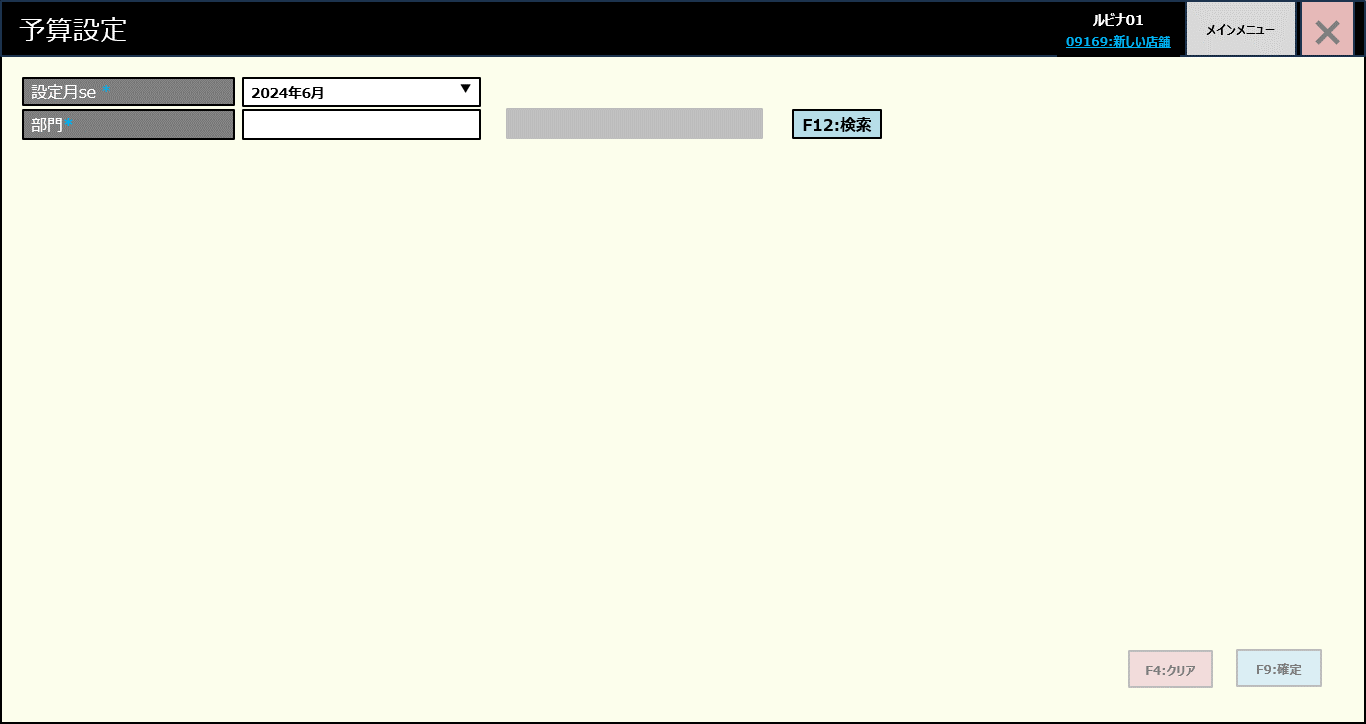 予算設定
ルビナ01
09169:新しい店舗
メインメニュー
設定月se *
2024年6月 ▼
部門*
F12:検索
F4:クリア
F9:確定